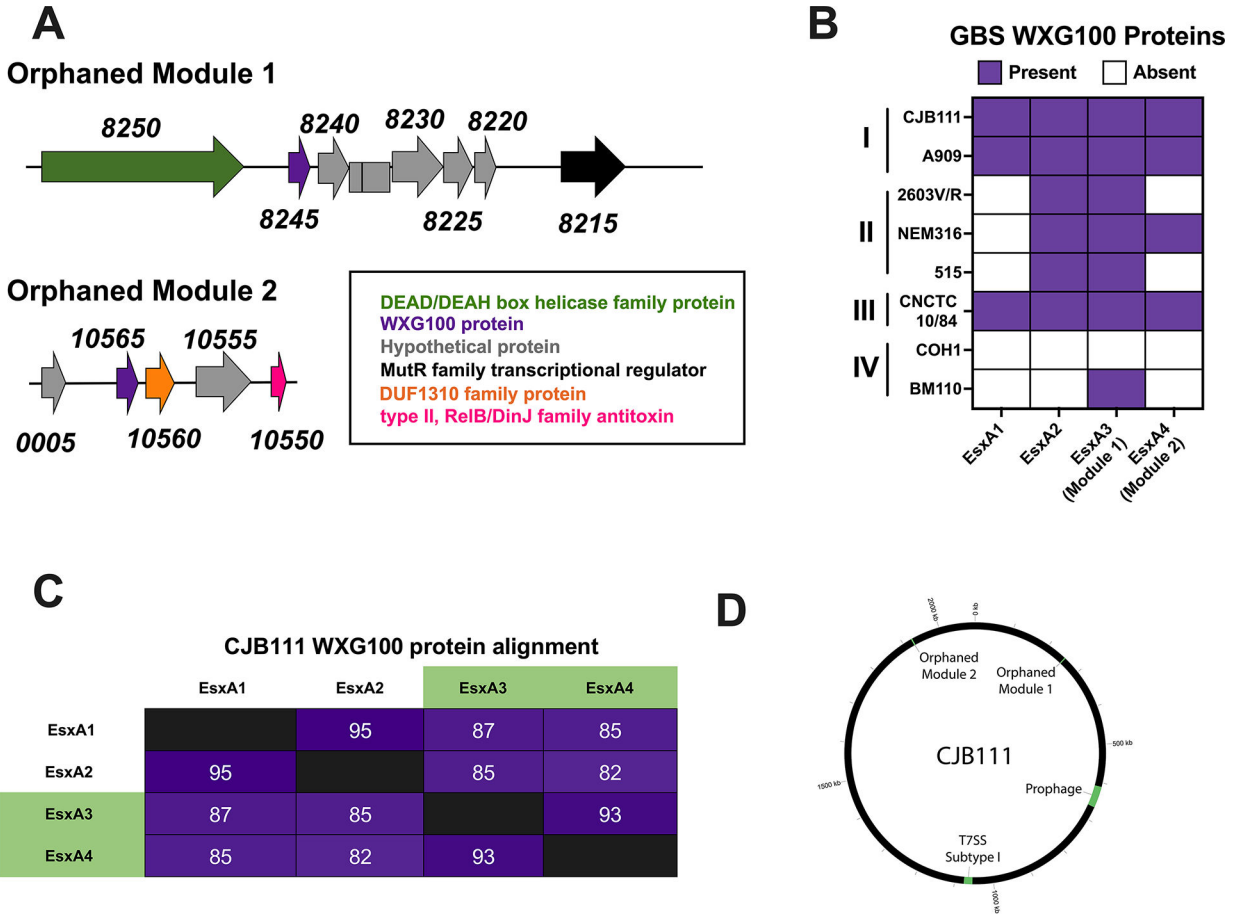 A
Orphaned Module 1
8250
8240
8230
8220
8245
8225
8215
Orphaned Module 2
10565
10555
0005
10560
10550
DEAD/DEAH box helicase family protein
WXG100 protein
Hypothetical protein
MutR family transcriptional regulator
DUF1310 family protein
type II, RelB/DinJ family antitoxin
B
GBS WXG100 Proteins
Present
Absent
I
CJB111
A909
II
2603V/R
NEM316
515
III
CNCTC
10/84
IV
COH1
BM110
EsxA1
EsxA2
EsxA3
(Module 1)
EsxA4
(Module 2)
C
CJB111 WXG100 protein alignment
EsxA1 EsxA2 EsxA3 EsxA4
EsxA1 95 87 85
EsxA2 95 85 82
EsxA3 87 85 93
EsxA4 85 82 93
D
2000 kb
0 kb
Orphaned
Module 2
Orphaned
Module 1
500 kb
CJB111
Prophage
1500 kb
T7SS
Subtype I
1000 kb